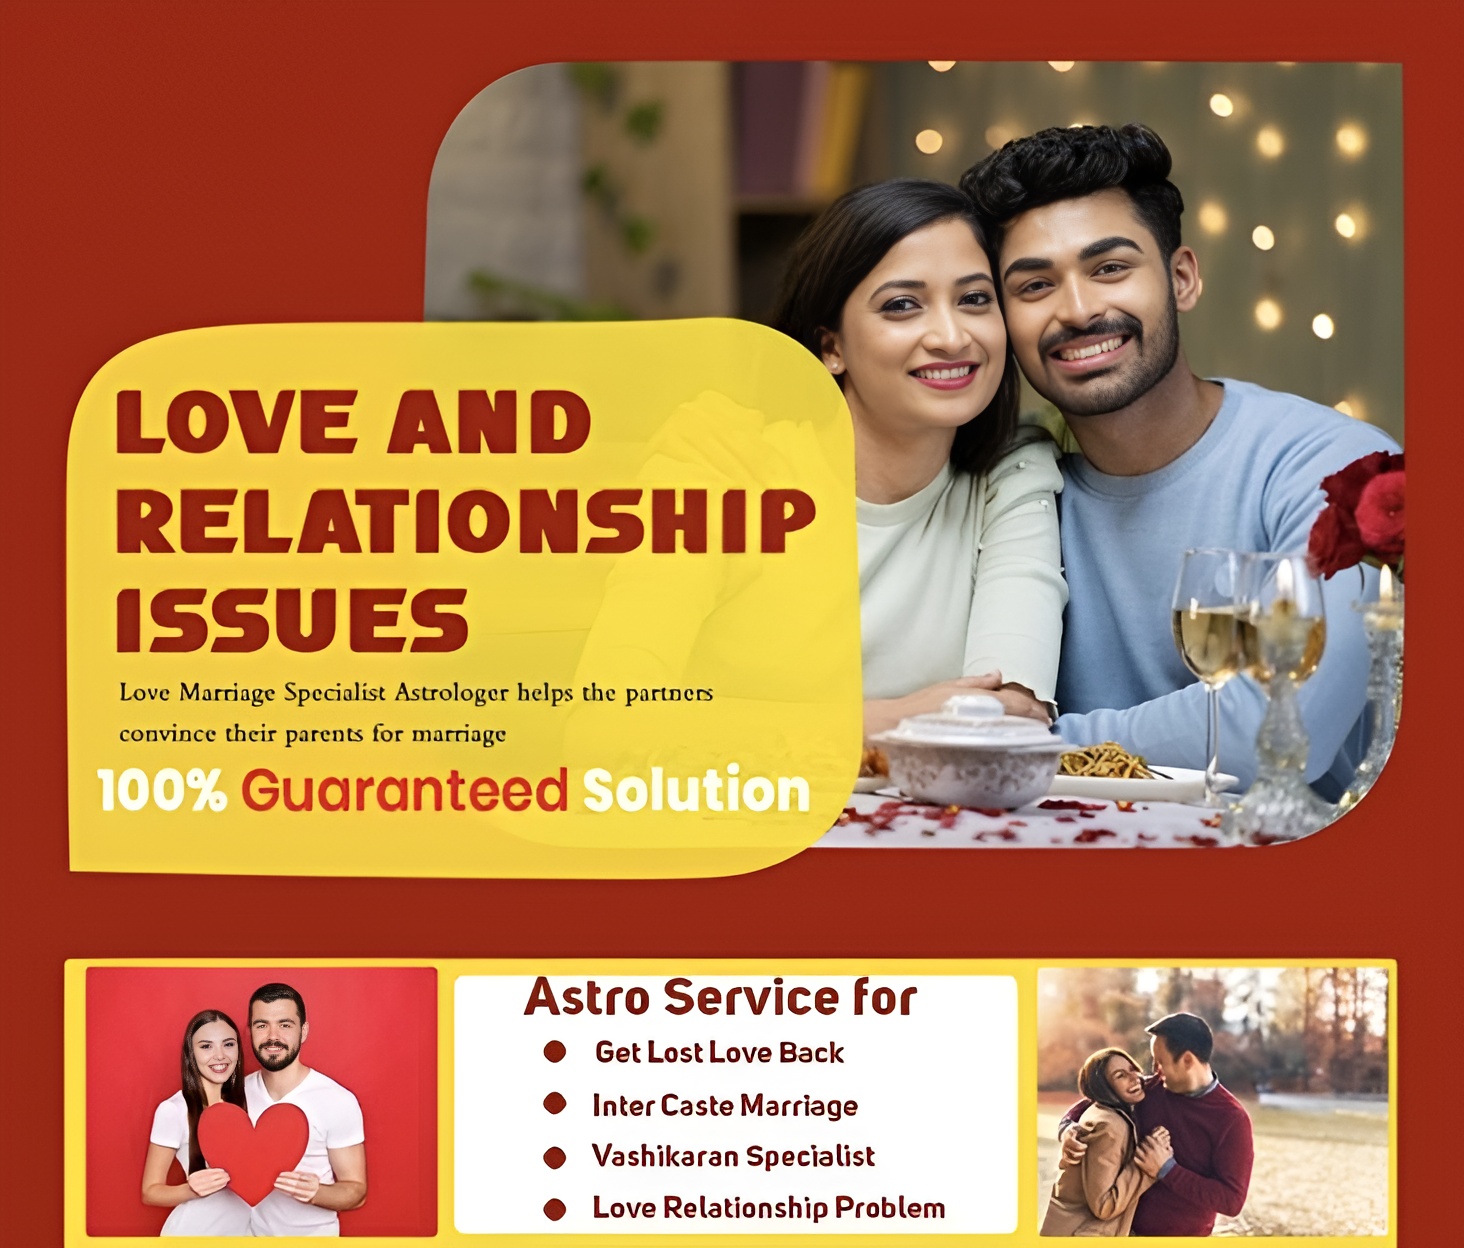 LOVE AND
RELATIONSHIP
ISSUES
Love Marriage Specialist Astrologer helps the partners
convince their parents for marriage
100% Guaranteed Solution
Astro Service for
Get Lost Love Back
Inter Caste Marriage
Vashikaran Specialist
Love Relationship Problem